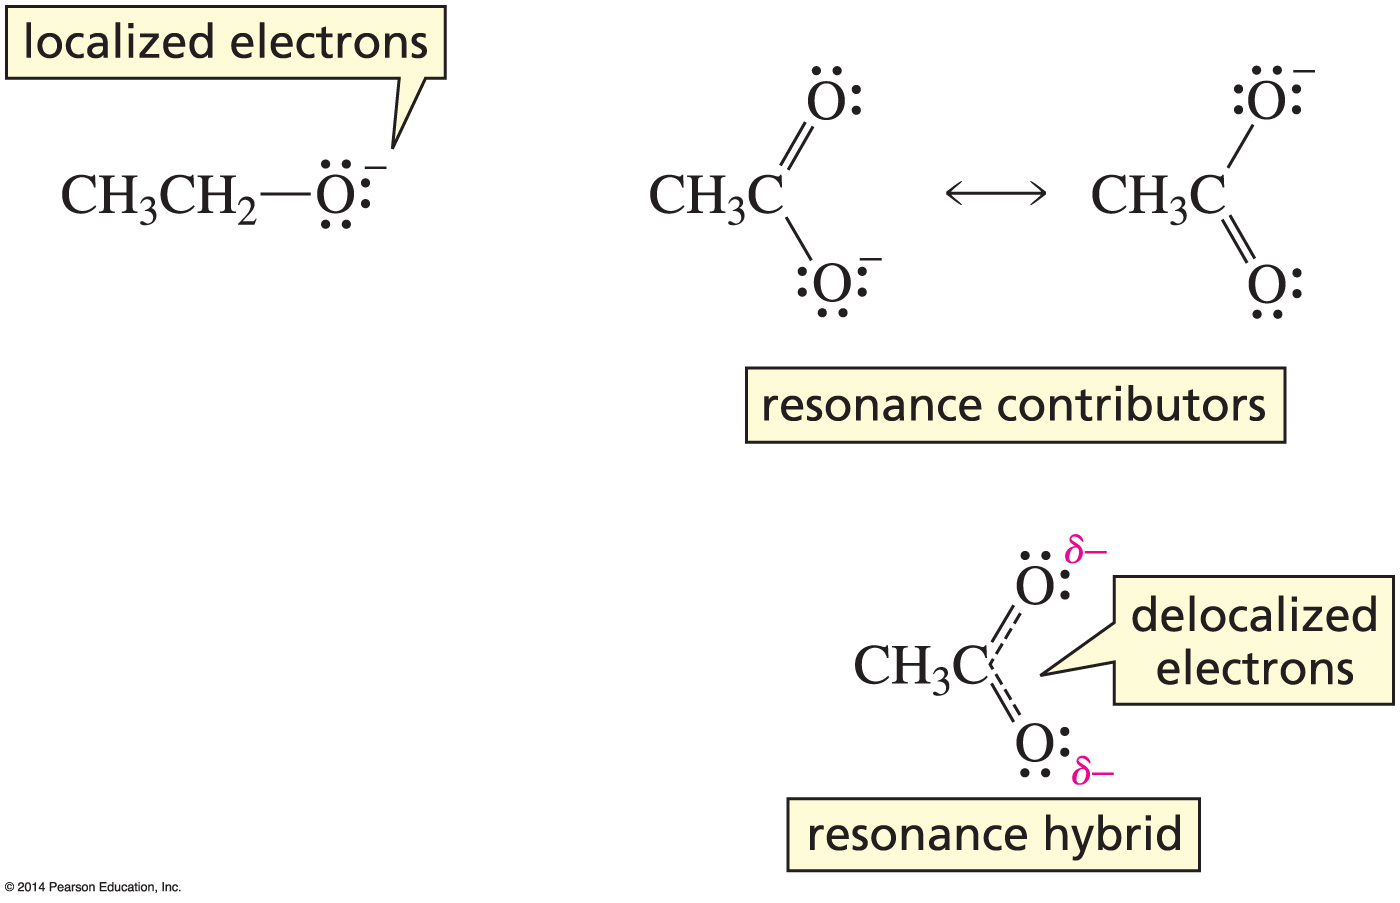 localized electrons
CH₃CH₂—O⁻
O
CH₃C
O⁻
O⁻
CH₃C
O
resonance contributors
O δ−
CH₃C
O δ−
delocalized
electrons
resonance hybrid
© 2014 Pearson Education, Inc.